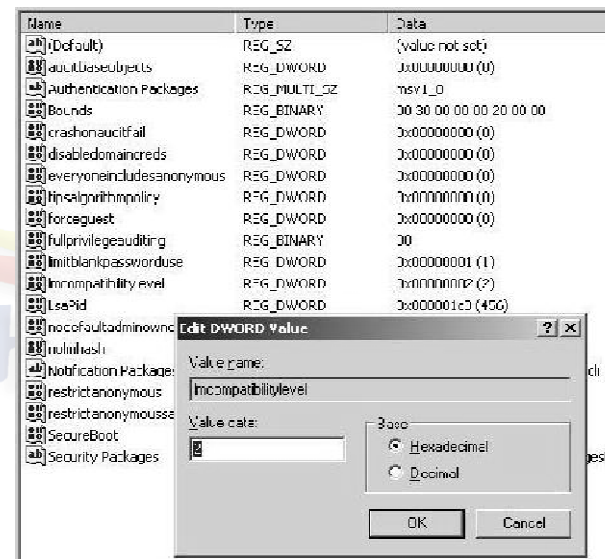 Name Type Data
(Default) REG_SZ (value not set)
auditbaseobjects REG_DWORD 0x00000000 (0)
Authentication Packages REG_MULTI_SZ msv1_0
Bounds REG_BINARY 00 30 00 00 00 20 00 00
crashonauditfail REG_DWORD 0x00000000 (0)
disabledomaincreds REG_DWORD 0x00000000 (0)
everyoneincludesanonymous REG_DWORD 0x00000000 (0)
fipsalgorithmpolicy REG_DWORD 0x00000000 (0)
forceguest REG_DWORD 0x00000000 (0)
fullprivilegeauditing REG_BINARY 00
limitblankpassworduse REG_DWORD 0x00000001 (1)
lmcompatibilitylevel REG_DWORD 0x00000002 (2)
LsaPid REG_DWORD 0x000001c8 (456)
nodefaultadminowne
nolmhash
Notification Packages
restrictanonymous
restrictanonymoussa
SecureBoot
Security Packages
Edit DWORD Value
Value name:
lmcompatibilitylevel
Value data:
2
Base
Hexadecimal
Decimal
OK Cancel